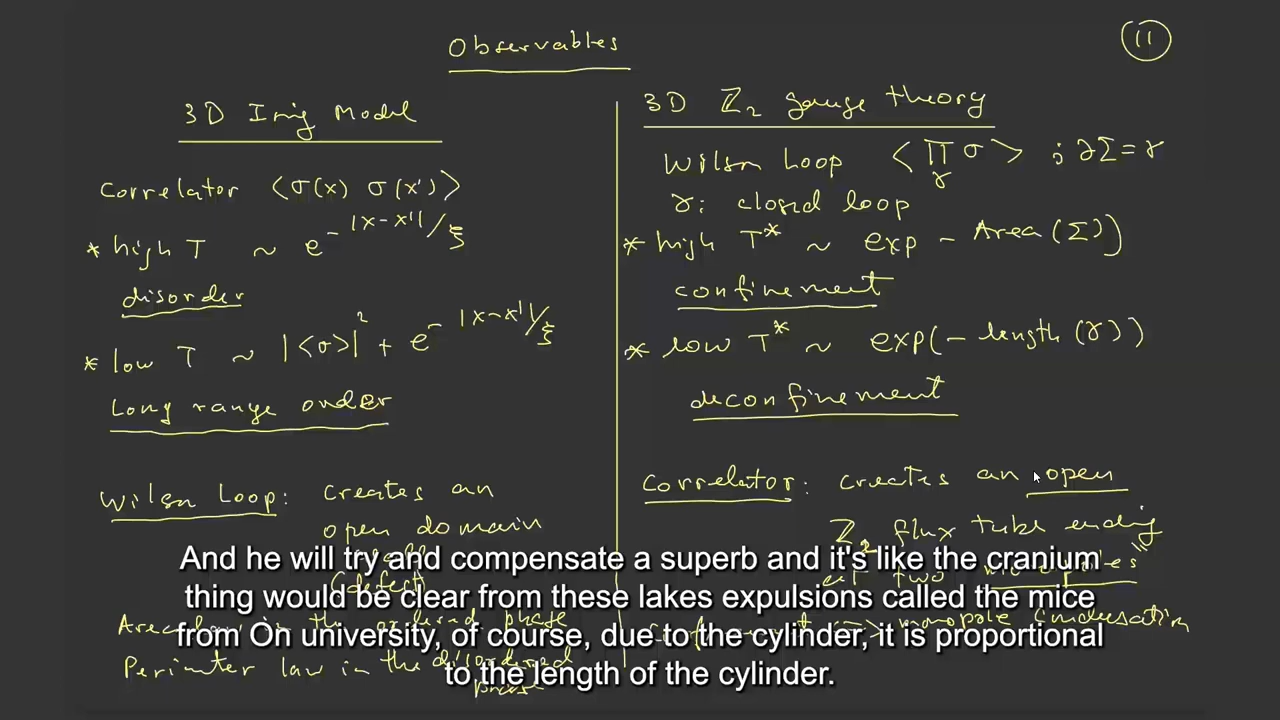 Observables
11
3D Ising Model
correlator ⟨σ(x) σ(x')⟩
* high T ~ e^{-|x-x'|/ξ}
disorder
* low T ~ |⟨σ⟩|² + e^{-|x-x'|/ξ}
Long range order
Wilson Loop: creates an
open domain
in the ordered phase
Perimeter law in the disordered
3D ℤ₂ gauge theory
Wilson Loop ⟨∏_γ σ⟩ ; ∂Σ=γ
γ: closed loop
* high T* ~ exp - Area(Σ))
confinement
* low T* ~ exp(- length(γ))
deconfinement
Correlator: creates an open
ℤ₂ flux tube ending
at two
monopole condensation
And he will try and compensate a superb and it's like the cranium
thing would be clear from these lakes expulsions called the mice
from On university, of course, due to the cylinder, it is proportional
to the length of the cylinder.